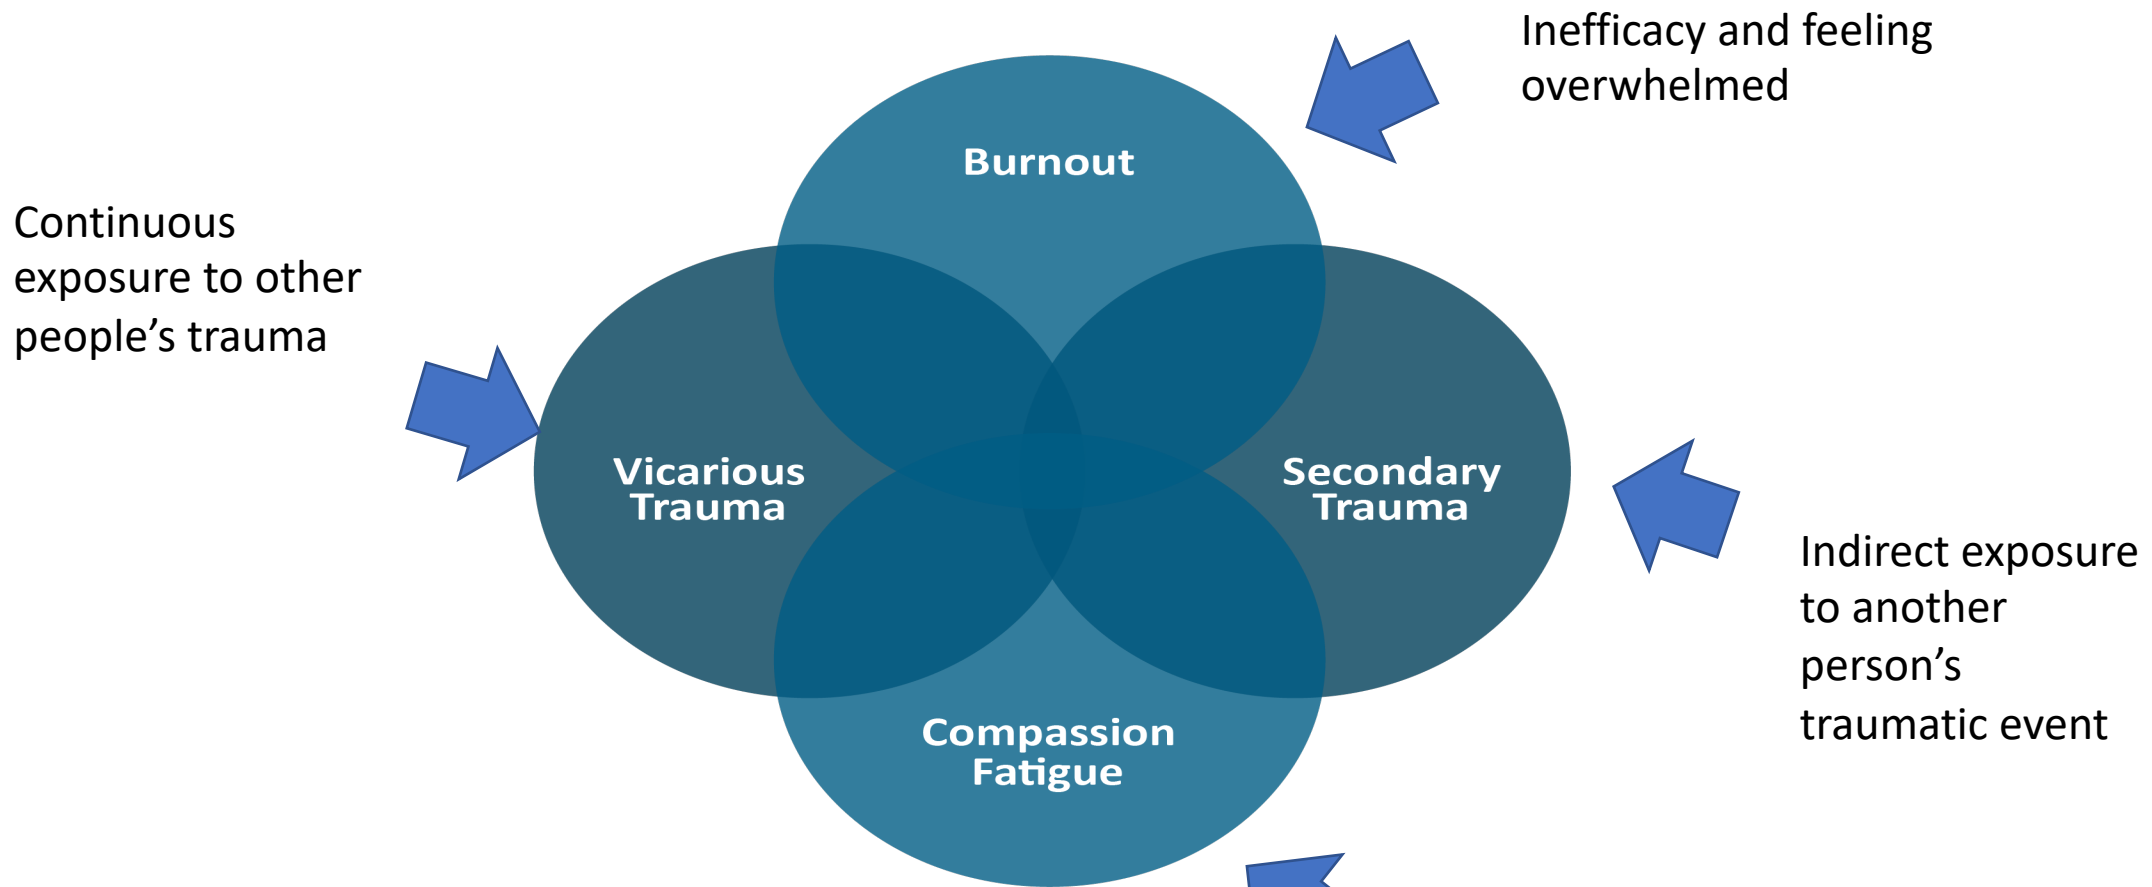 Inefficacy and feeling
overwhelmed
Burnout
Continuous
exposure to other
people’s trauma
Vicarious
Trauma
Secondary
Trauma
Indirect exposure
to another
person’s
traumatic event
Compassion
Fatigue